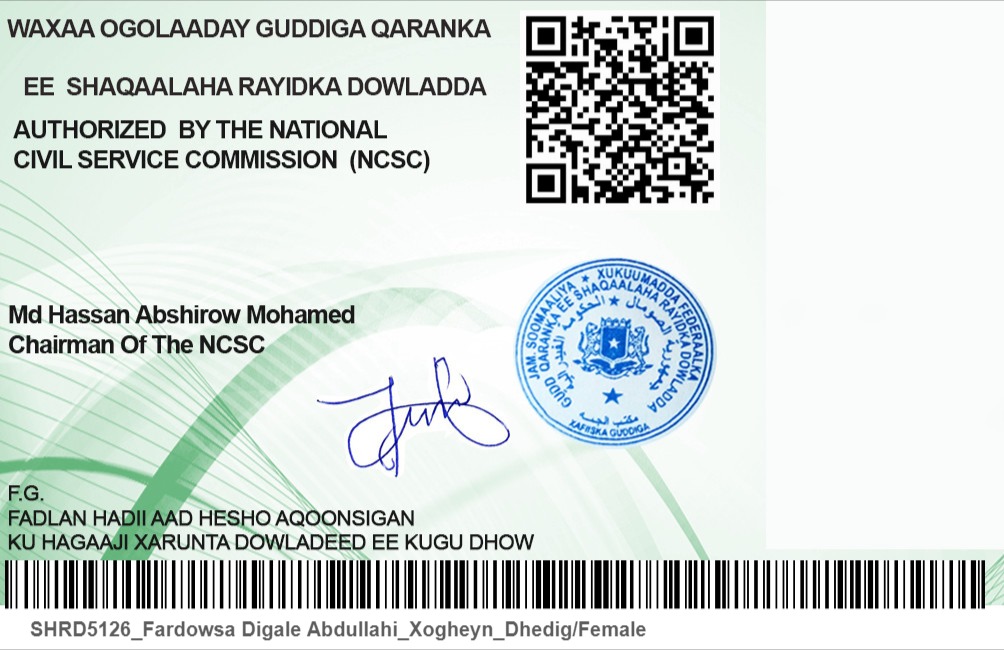 WAXAA OGOLAADAY GUDDIGA QARANKA
EE SHAQAALAHA RAYIDKA DOWLADDA
AUTHORIZED BY THE NATIONAL
CIVIL SERVICE COMMISSION (NCSC)
Md Hassan Abshirow Mohamed
Chairman Of The NCSC
JAM. SOOMAALIYA ★ XUKUUMADDA FEDERAALKA
GUDD QARANKA EE SHAQAALAHA RAYIDKA DOWLADDA
XAFIISKA GUDDIGA
F.G.
FADLAN HADII AAD HESHO AQOONSIGAN
KU HAGAAJI XARUNTA DOWLADEED EE KUGU DHOW
SHRD5126_Fardowsa Digale Abdullahi_Xogheyn_Dhedig/Female